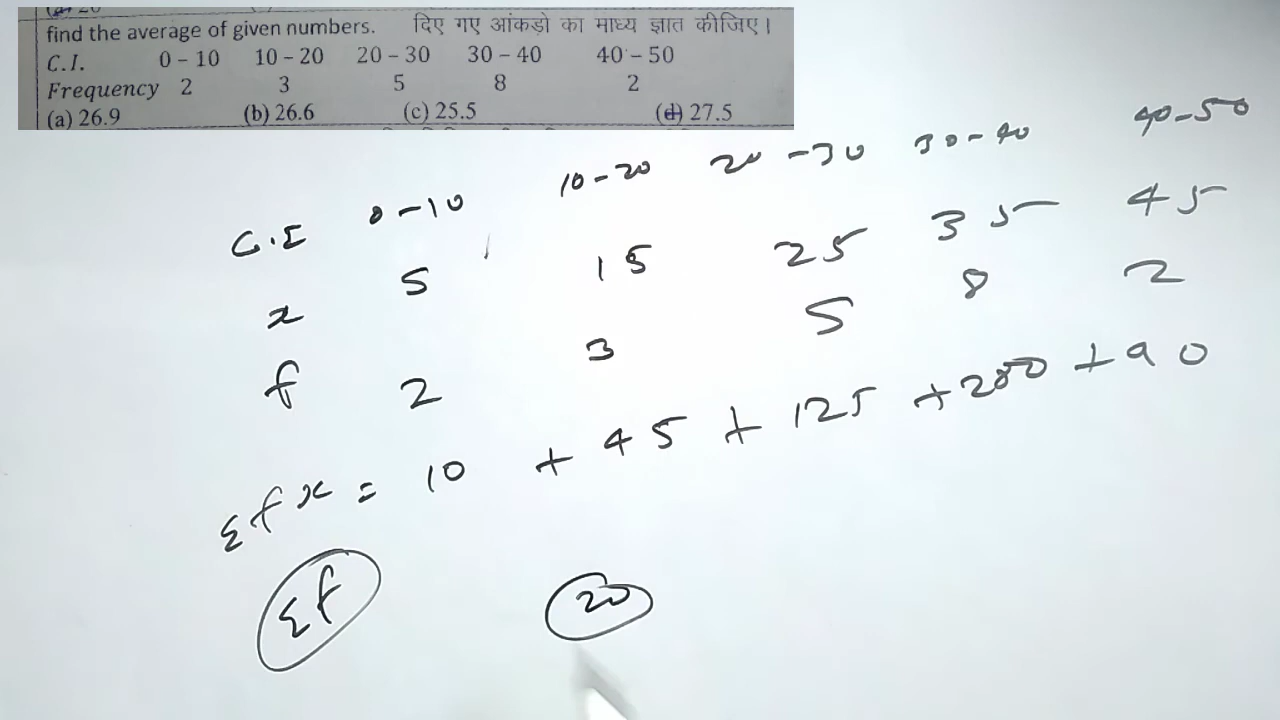 find the average of given numbers. दिए गए आंकड़ो का माध्य ज्ञात कीजिए।
C.I. 0 – 10 10 – 20 20 – 30 30 – 40 40 – 50
Frequency 2 3 5 8 2
(a) 26.9 (b) 26.6 (c) 25.5 (d) 27.5
C.I 0-10 10-20 20-30 30-40 40-50
x 5 15 25 35 45
f 2 3 5 8 2
Σfx = 10 + 45 + 125 + 280 + 90
Σf 20